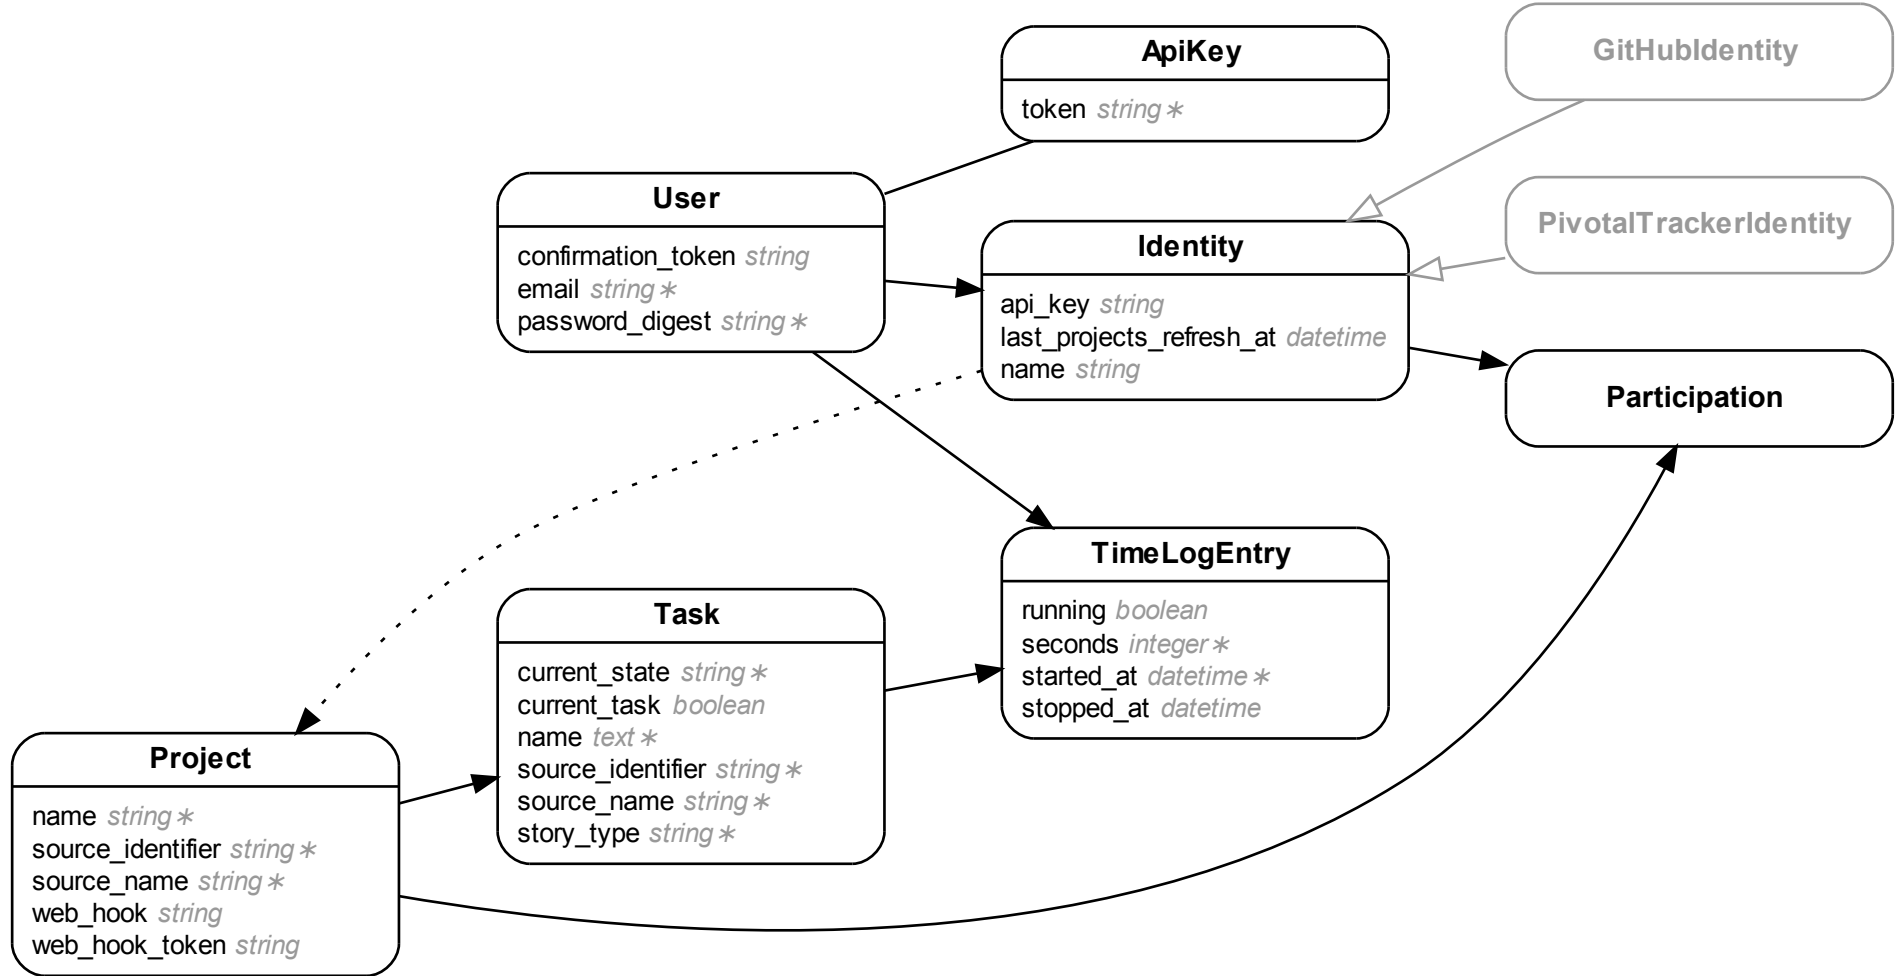 ApiKey
token string∗
GitHubIdentity
User
confirmation_token string
email string∗
password_digest string∗
Identity
api_key string
last_projects_refresh_at datetime
name string
PivotalTrackerIdentity
Participation
TimeLogEntry
running boolean
seconds integer∗
started_at datetime∗
stopped_at datetime
Task
current_state string∗
current_task boolean
name text∗
source_identifier string∗
source_name string∗
story_type string∗
Project
name string∗
source_identifier string∗
source_name string∗
web_hook string
web_hook_token string